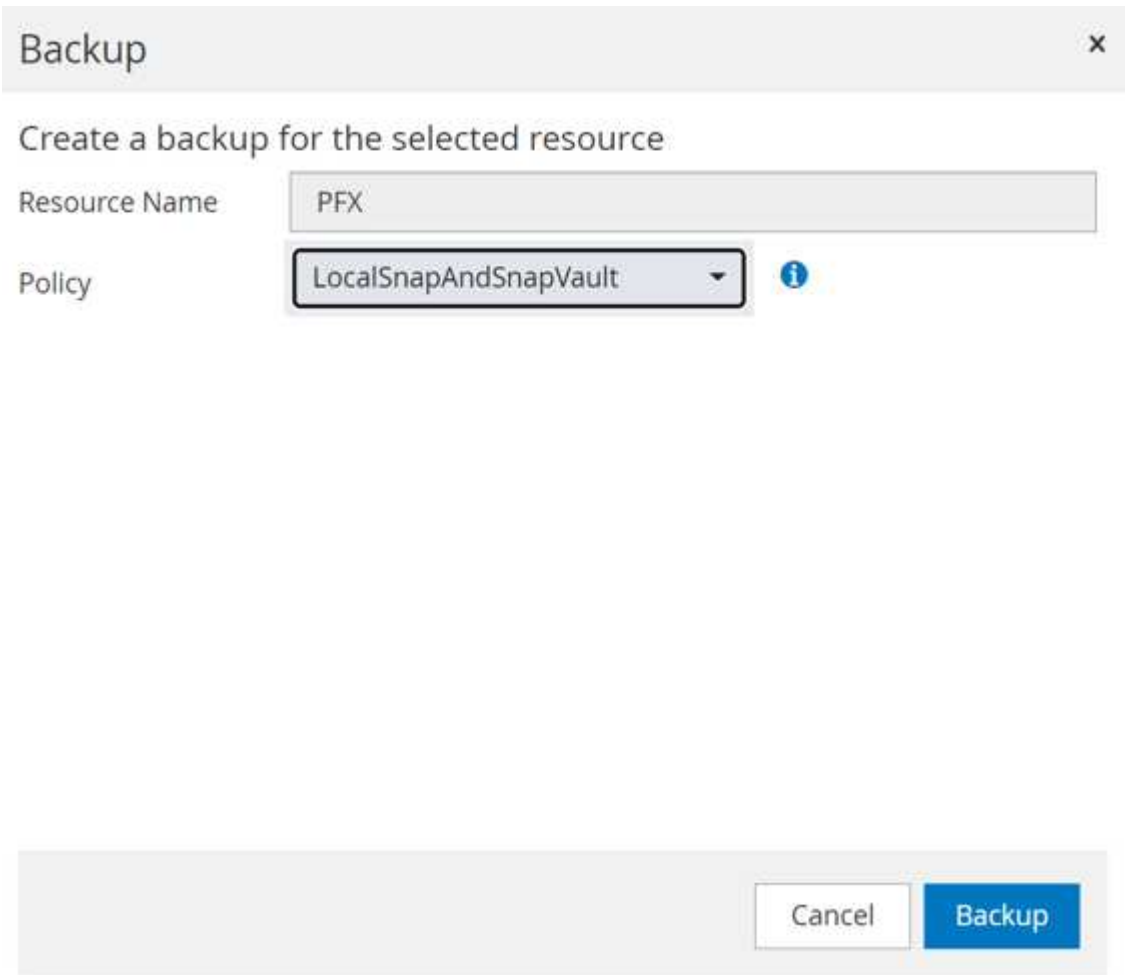 Backup ×
Create a backup for the selected resource
Resource Name PFX
Policy LocalSnapAndSnapVault
Cancel Backup